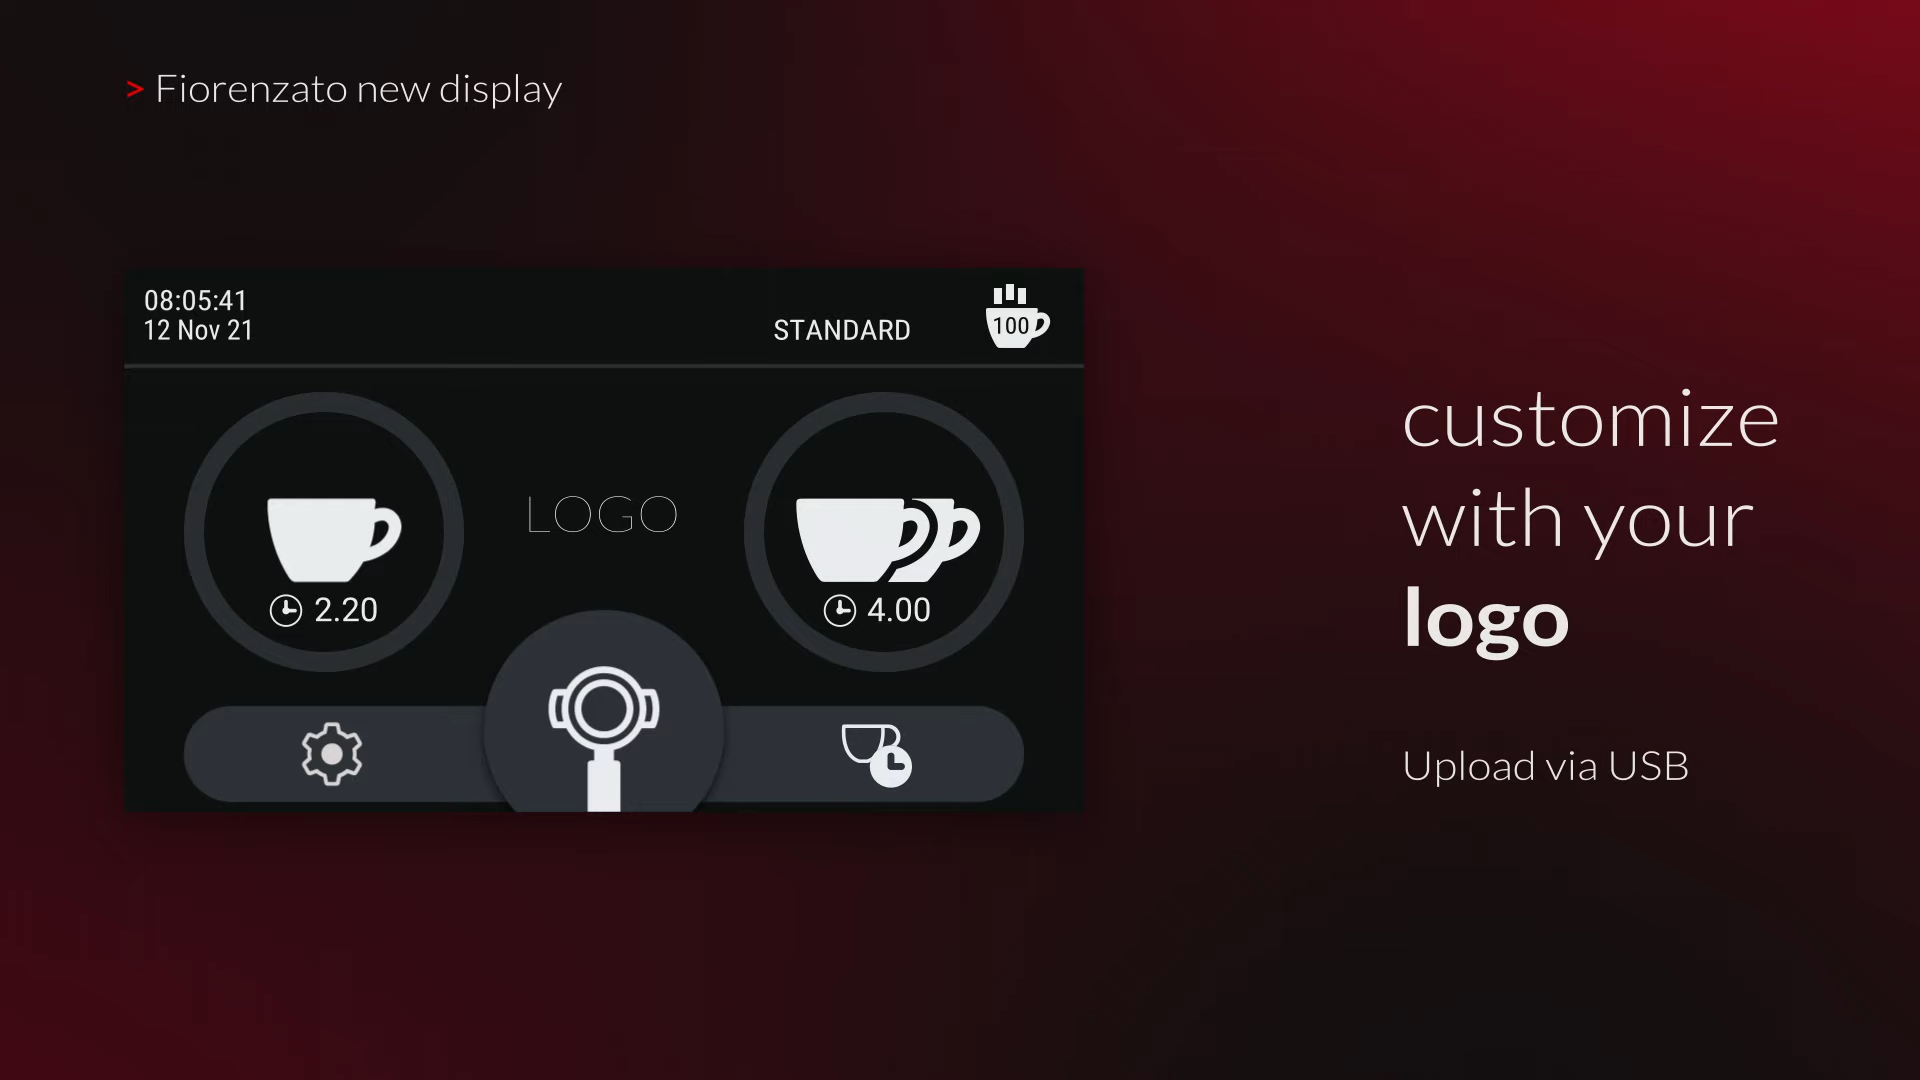 > Fiorenzato new display
08:05:41
12 Nov 21
STANDARD
100
LOGO
2.20
4.00
customize
with your
logo
Upload via USB